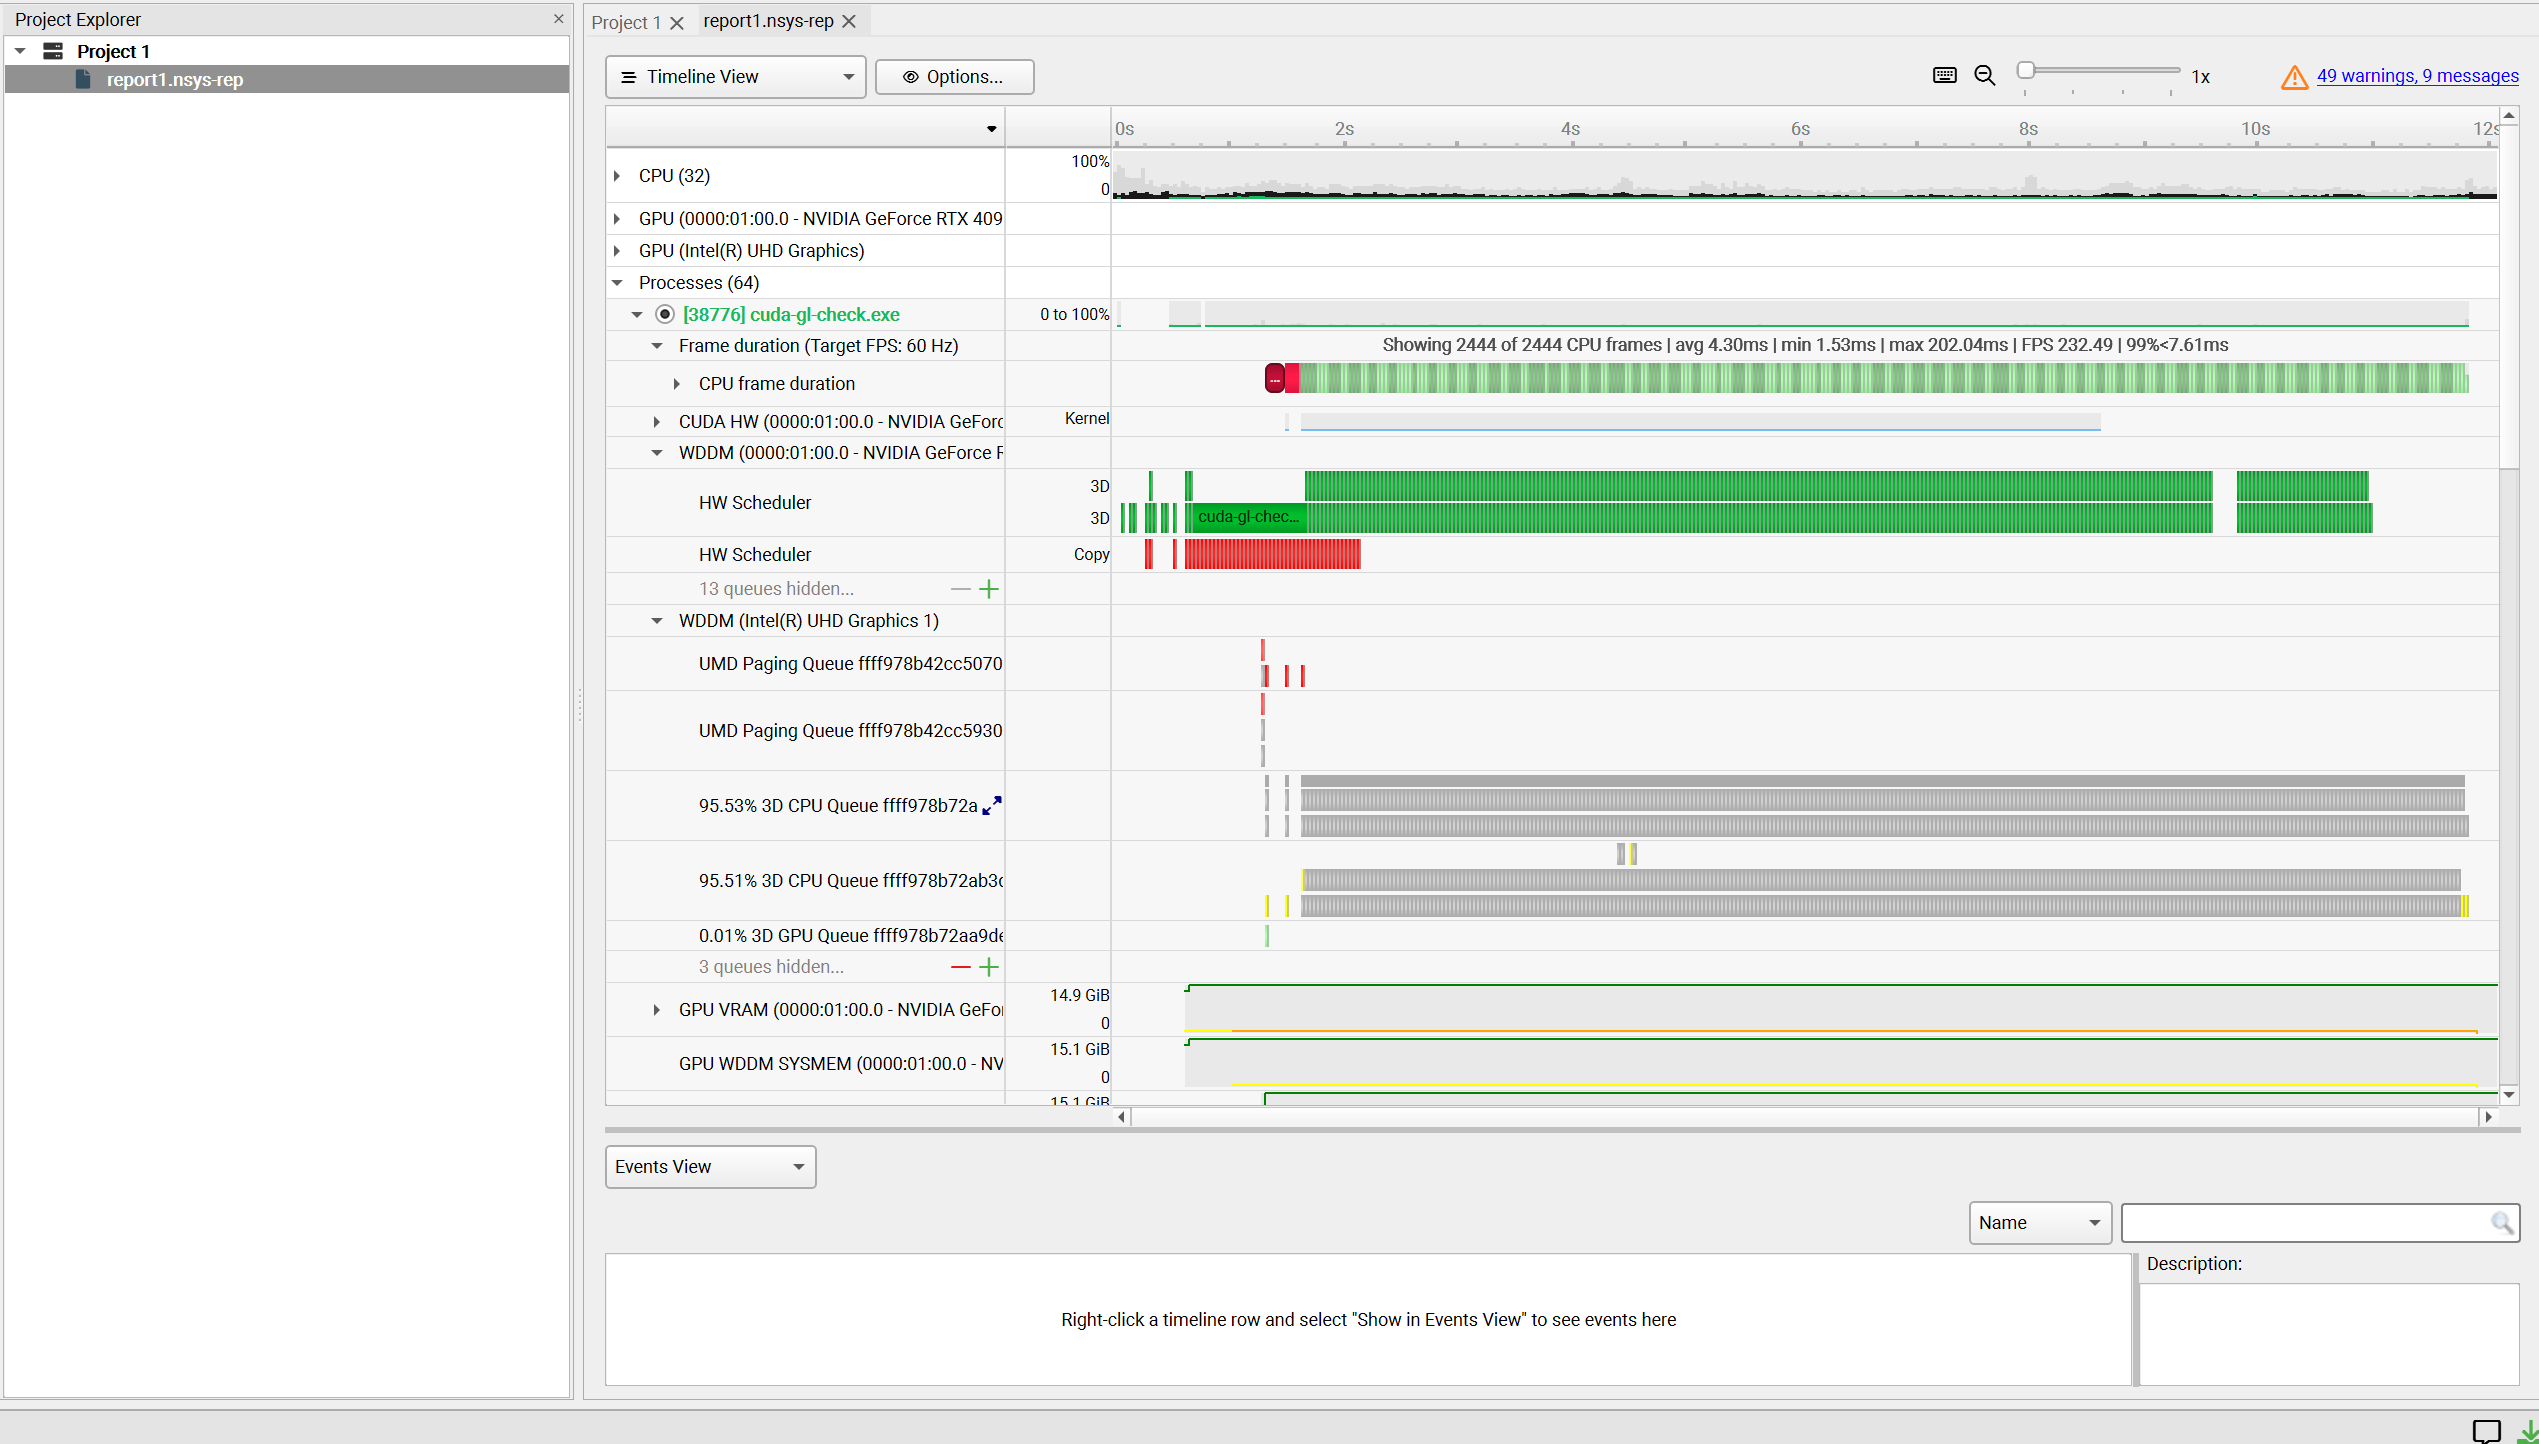 Project Explorer
Project 1
report1.nsys-rep
Project 1
report1.nsys-rep
Timeline View
Options...
1x
49 warnings, 9 messages
0s 2s 4s 6s 8s 10s 12s
CPU (32)
100%
0
GPU (0000:01:00.0 - NVIDIA GeForce RTX 409
GPU (Intel(R) UHD Graphics)
Processes (64)
[38776] cuda-gl-check.exe
0 to 100%
Frame duration (Target FPS: 60 Hz)
Showing 2444 of 2444 CPU frames | avg 4.30ms | min 1.53ms | max 202.04ms | FPS 232.49 | 99%<7.61ms
CPU frame duration
...
CUDA HW (0000:01:00.0 - NVIDIA GeForc
Kernel
WDDM (0000:01:00.0 - NVIDIA GeForce R
HW Scheduler
3D
3D
cuda-gl-chec...
HW Scheduler
Copy
13 queues hidden...
WDDM (Intel(R) UHD Graphics 1)
UMD Paging Queue ffff978b42cc5070
UMD Paging Queue ffff978b42cc5930
95.53% 3D CPU Queue ffff978b72a
95.51% 3D CPU Queue ffff978b72ab3c
0.01% 3D GPU Queue ffff978b72aa9de
3 queues hidden...
GPU VRAM (0000:01:00.0 - NVIDIA GeFor
14.9 GiB
0
GPU WDDM SYSMEM (0000:01:00.0 - NV
15.1 GiB
0
15.1 GiB
Events View
Name
Description:
Right-click a timeline row and select "Show in Events View" to see events here